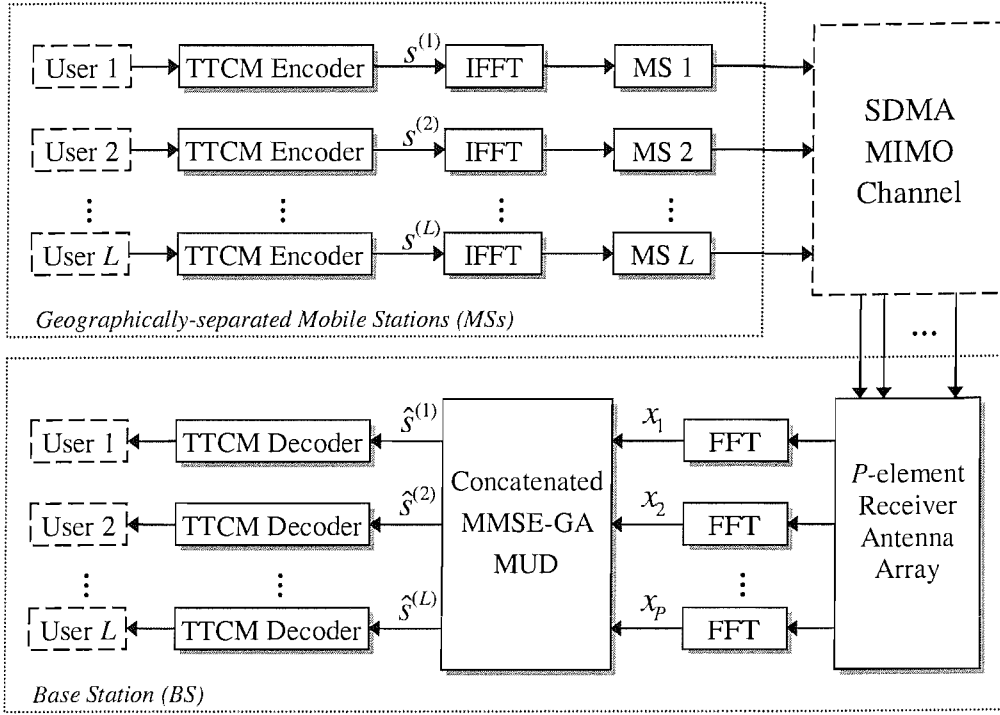 User 1 TTCM Encoder s^(1) IFFT MS 1
User 2 TTCM Encoder s^(2) IFFT MS 2
User L TTCM Encoder s^(L) IFFT MS L
Geographically-separated Mobile Stations (MSs)
SDMA
MIMO
Channel
...
User 1 TTCM Decoder ŝ^(1)
User 2 TTCM Decoder ŝ^(2)
User L TTCM Decoder ŝ^(L)
Concatenated
MMSE-GA
MUD
x_1 FFT
x_2 FFT
x_P FFT
P-element
Receiver
Antenna
Array
Base Station (BS)